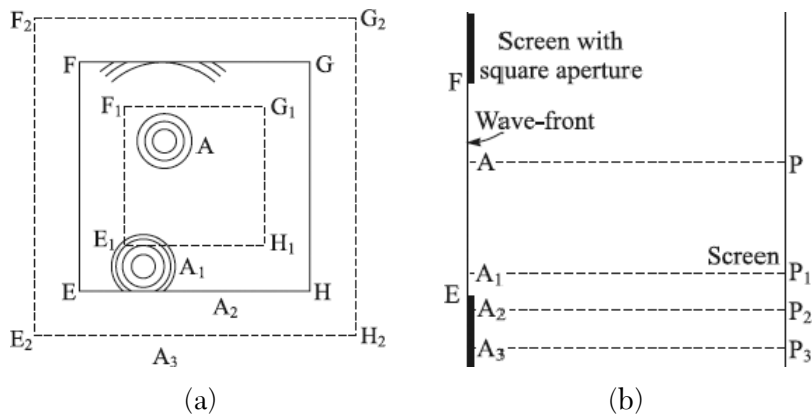 F₂
G₂
F
G
F₁
G₁
A
E₁
H₁
A₁
E
H
A₂
E₂
H₂
A₃
(a)
Screen with
square aperture
F
Wave-front
A
P
Screen
A₁
P₁
E
A₂
P₂
A₃
P₃
(b)